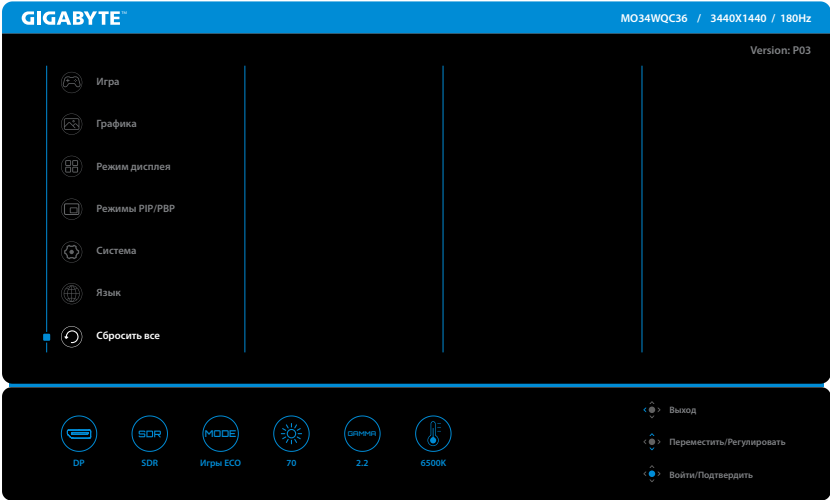 GIGABYTE™
MO34WQC36 / 3440X1440 / 180Hz
Version: P03
Игра
Графика
Режим дисплея
Режимы PIP/PBP
Система
Язык
Сбросить все
SDR
MODE
GAMMA
DP
SDR
Игры ECO
70
2.2
6500K
Выход
Переместить/Регулировать
Войти/Подтвердить